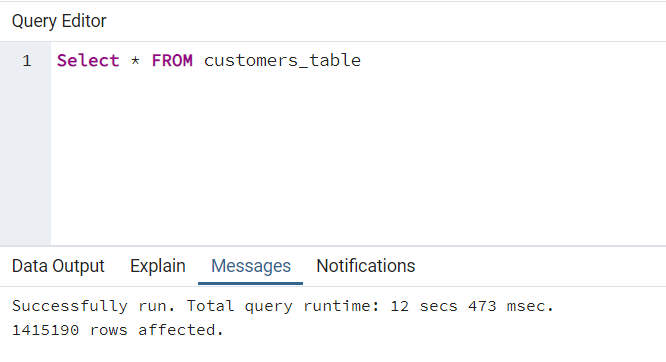 Query Editor
1 Select * FROM customers_table
Data Output Explain Messages Notifications
Successfully run. Total query runtime: 12 secs 473 msec.
1415190 rows affected.